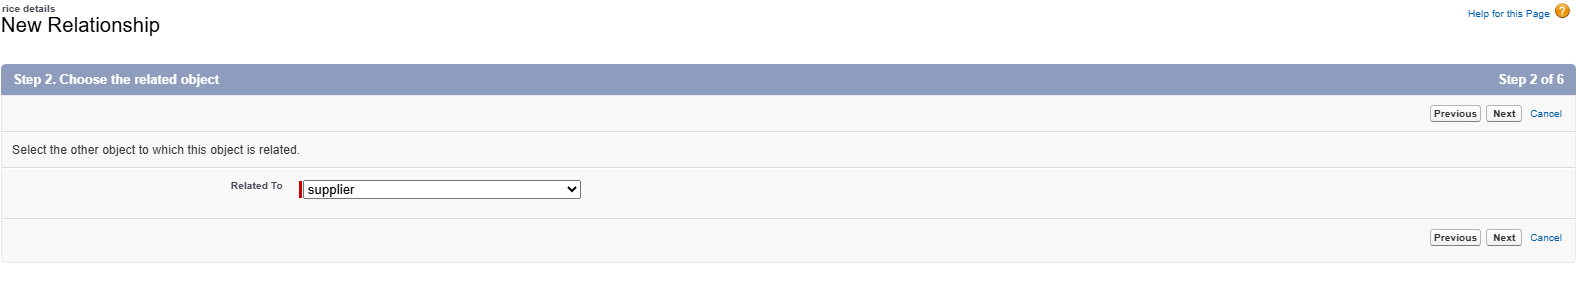 rice details
New Relationship
Help for this Page ?
Step 2. Choose the related object
Step 2 of 6
Previous Next Cancel
Select the other object to which this object is related.
Related To supplier
Previous Next Cancel